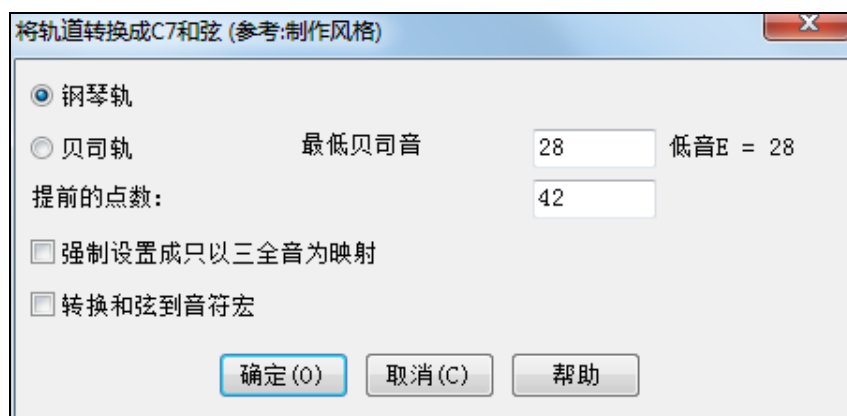 将轨道转换成C7和弦 (参考:制作风格)
钢琴轨
贝司轨 最低贝司音 28 低音E = 28
提前的点数: 42
强制设置成只以三全音为映射
转换和弦到音符宏
确定(O) 取消(C) 帮助